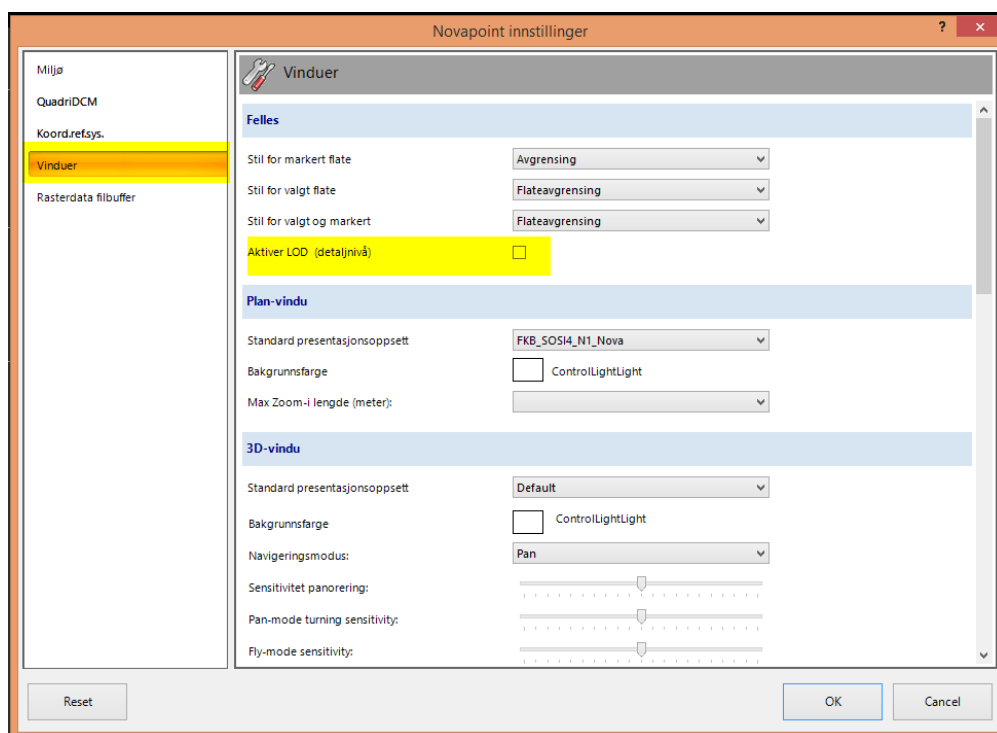 Novapoint innstillinger
? ×
Miljø
QuadriDCM
Koord.ref.sys.
Vinduer
Rasterdata filbuffer
Vinduer
Felles
Stil for markert flate Avgrensing
Stil for valgt flate Flateavgrensing
Stil for valgt og markert Flateavgrensing
Aktiver LOD (detaljnivå)
Plan-vindu
Standard presentasjonsoppsett FKB_SOSI4_N1_Nova
Bakgrunnsfarge ControlLightLight
Max Zoom-i lengde (meter):
3D-vindu
Standard presentasjonsoppsett Default
Bakgrunnsfarge ControlLightLight
Navigeringsmodus: Pan
Sensitivitet panorering:
Pan-mode turning sensitivity:
Fly-mode sensitivity:
Reset OK Cancel